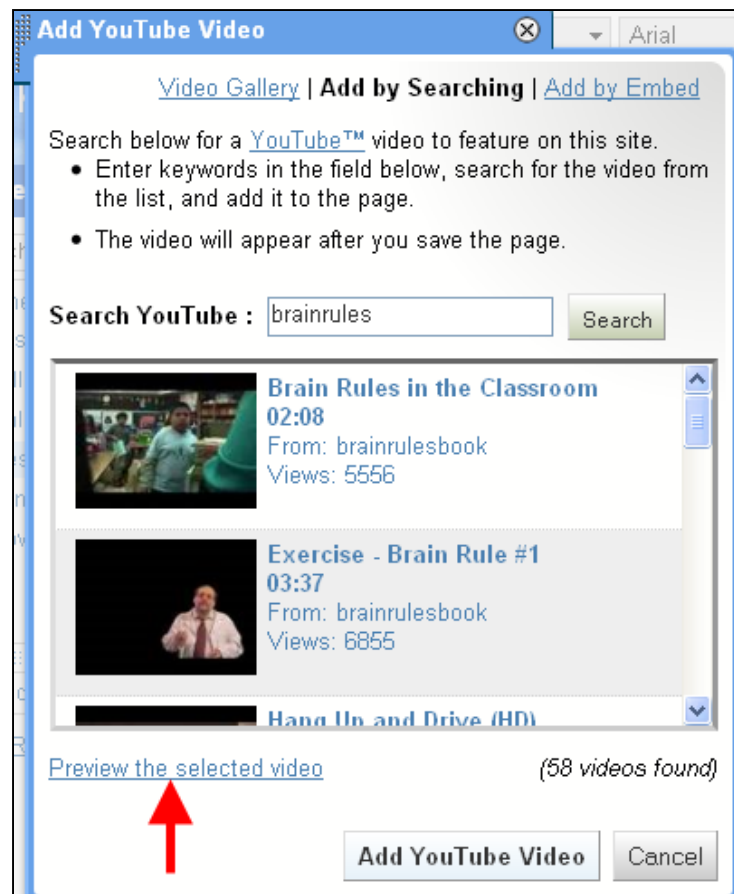 Add YouTube Video
Arial
Video Gallery | Add by Searching | Add by Embed
Search below for a YouTube™ video to feature on this site.
• Enter keywords in the field below, search for the video from
the list, and add it to the page.
• The video will appear after you save the page.
Search YouTube : brainrules Search
Brain Rules in the Classroom
02:08
From: brainrulesbook
Views: 5556
Exercise - Brain Rule #1
03:37
From: brainrulesbook
Views: 6855
Hang Up and Drive (HD)
Preview the selected video (58 videos found)
Add YouTube Video Cancel